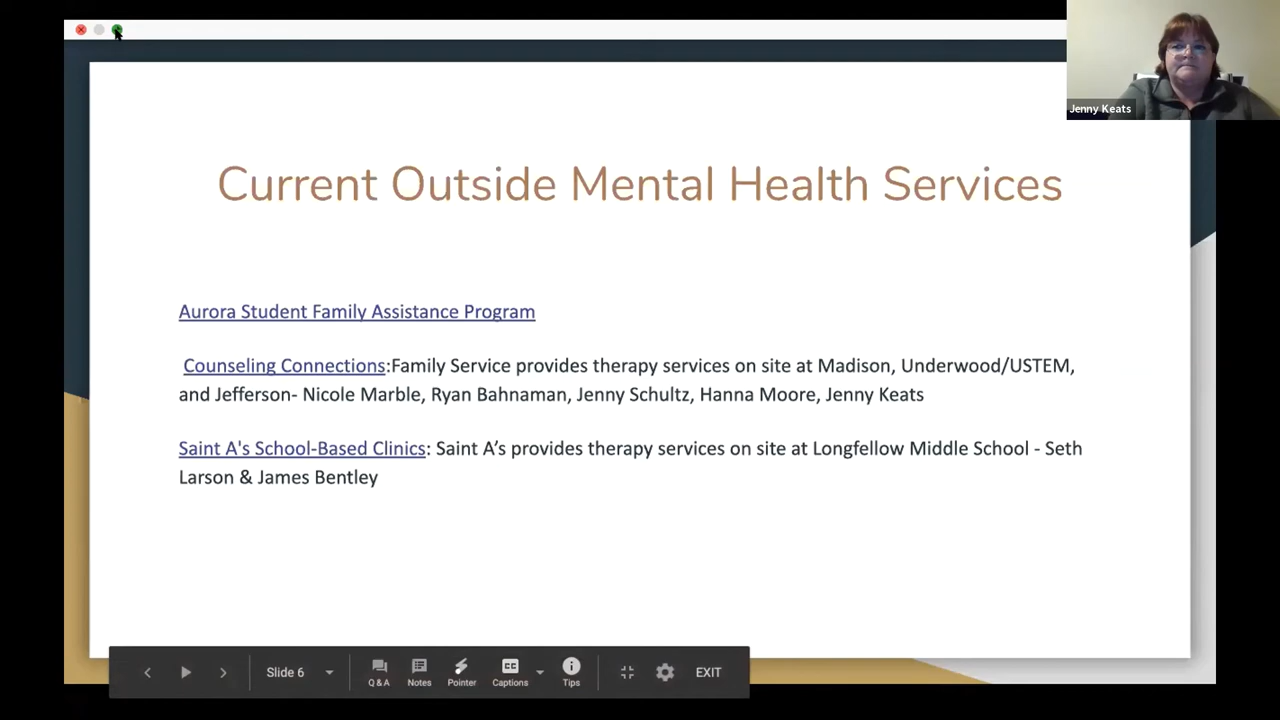 Jenny Keats
Current Outside Mental Health Services
Aurora Student Family Assistance Program
Counseling Connections:Family Service provides therapy services on site at Madison, Underwood/USTEM,
and Jefferson- Nicole Marble, Ryan Bahnaman, Jenny Schultz, Hanna Moore, Jenny Keats
Saint A's School-Based Clinics: Saint A’s provides therapy services on site at Longfellow Middle School - Seth
Larson & James Bentley
Slide 6
Q & A
Notes
Pointer
CC
Captions
Tips
EXIT